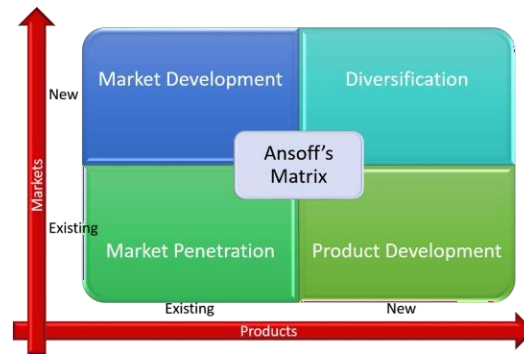 Market Development
Diversification
New
Ansoff's
Matrix
Markets
Existing
Market Penetration
Product Development
Existing
New
Products